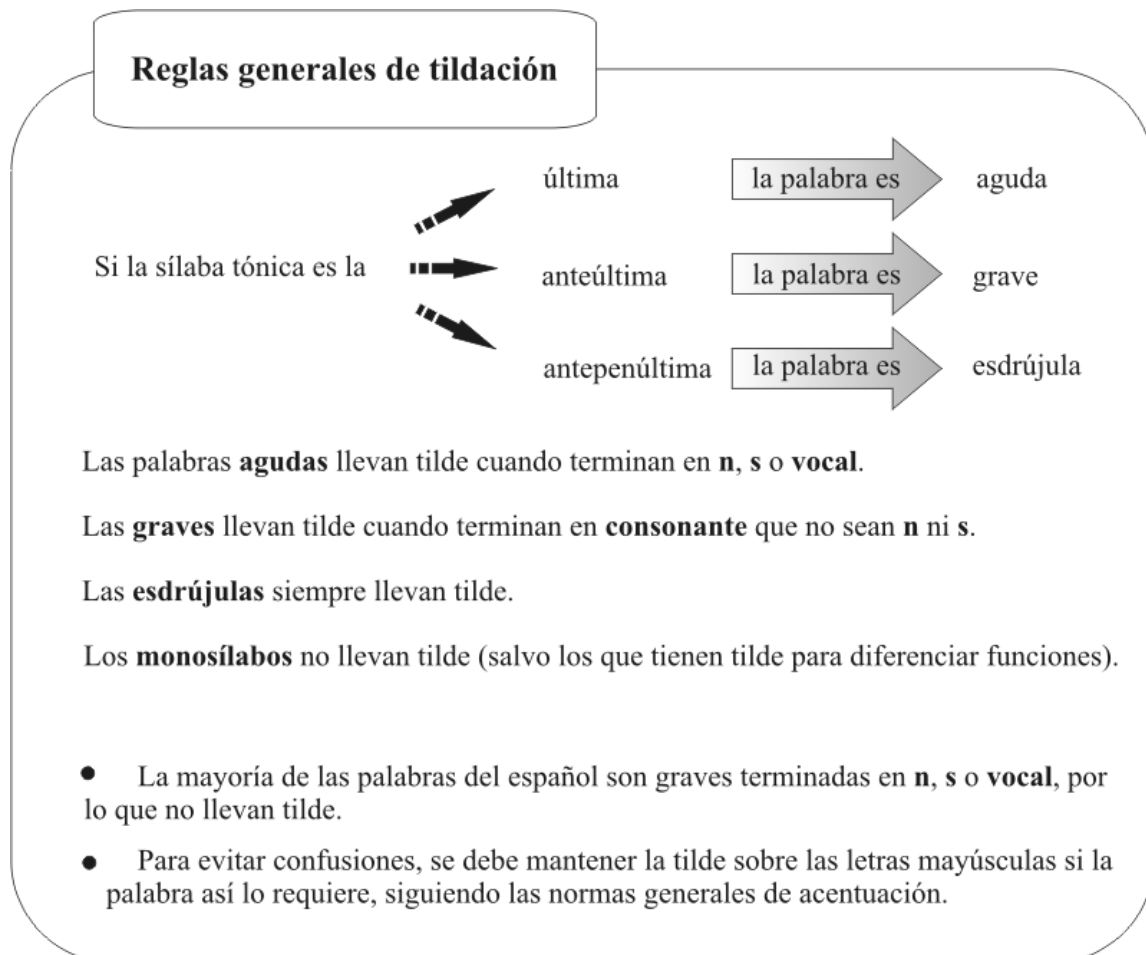 Reglas generales de tildación
última la palabra es aguda
Si la sílaba tónica es la anteúltima la palabra es grave
antepenúltima la palabra es esdrújula
Las palabras agudas llevan tilde cuando terminan en n, s o vocal.
Las graves llevan tilde cuando terminan en consonante que no sean n ni s.
Las esdrújulas siempre llevan tilde.
Los monosílabos no llevan tilde (salvo los que tienen tilde para diferenciar funciones).
● La mayoría de las palabras del español son graves terminadas en n, s o vocal, por
lo que no llevan tilde.
● Para evitar confusiones, se debe mantener la tilde sobre las letras mayúsculas si la
palabra así lo requiere, siguiendo las normas generales de acentuación.